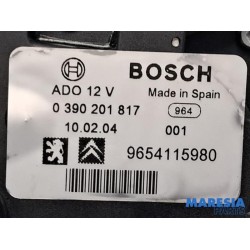 BOSCH
ADO 12 V
Made in Spain
0 390 201 817
964
10.02.04
001
9654115980
MARESIA